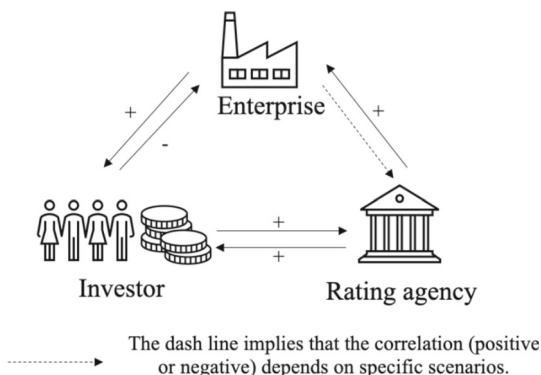 Enterprise
+
+
-
+
+
Investor
Rating agency
The dash line implies that the correlation (positive
or negative) depends on specific scenarios.